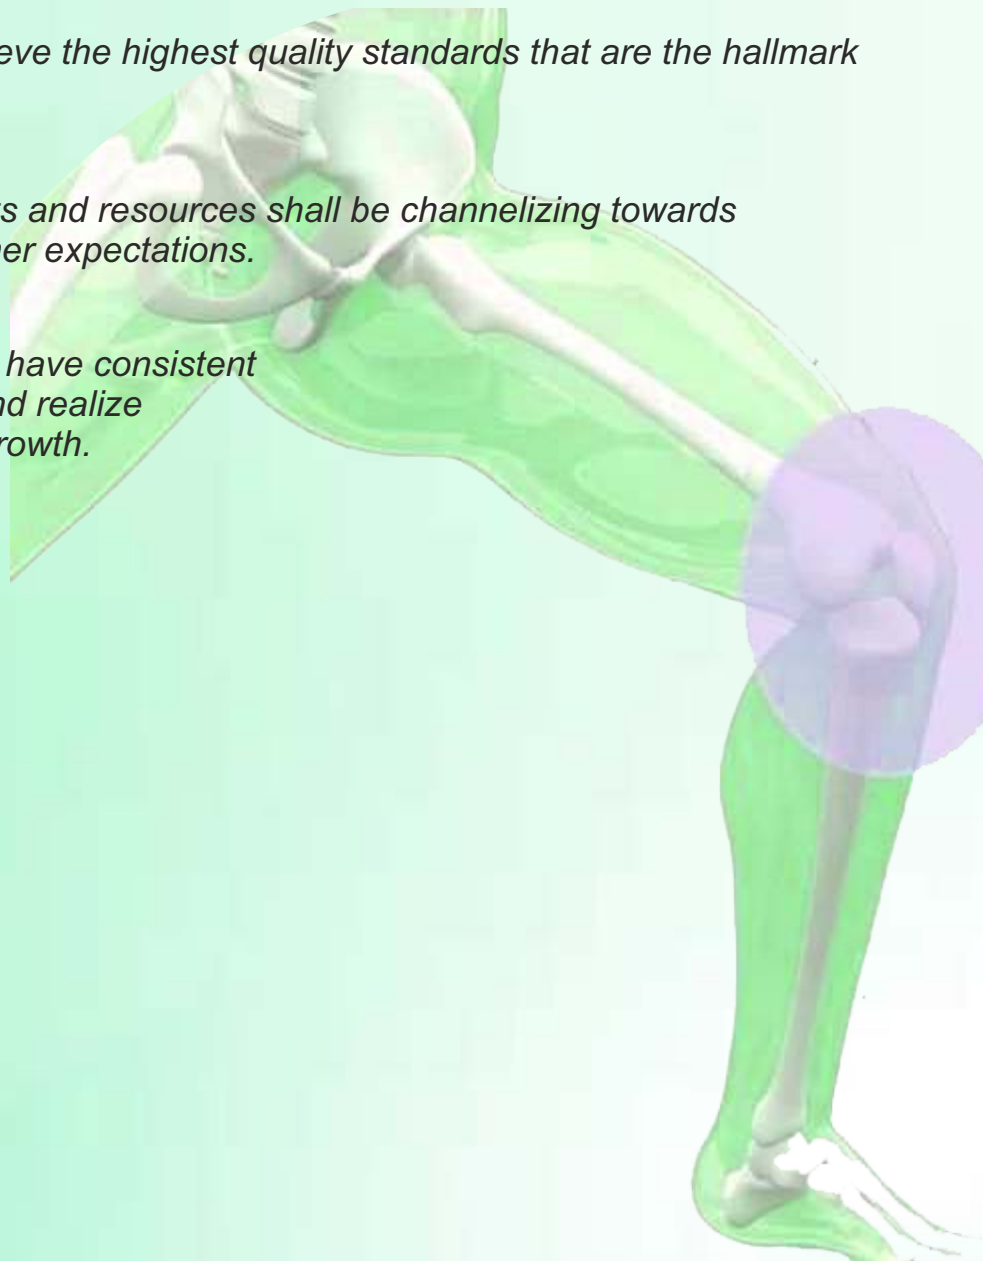 eve the highest quality standards that are the hallmark
s and resources shall be channelizing towards
er expectations.
have consistent
nd realize
rowth.